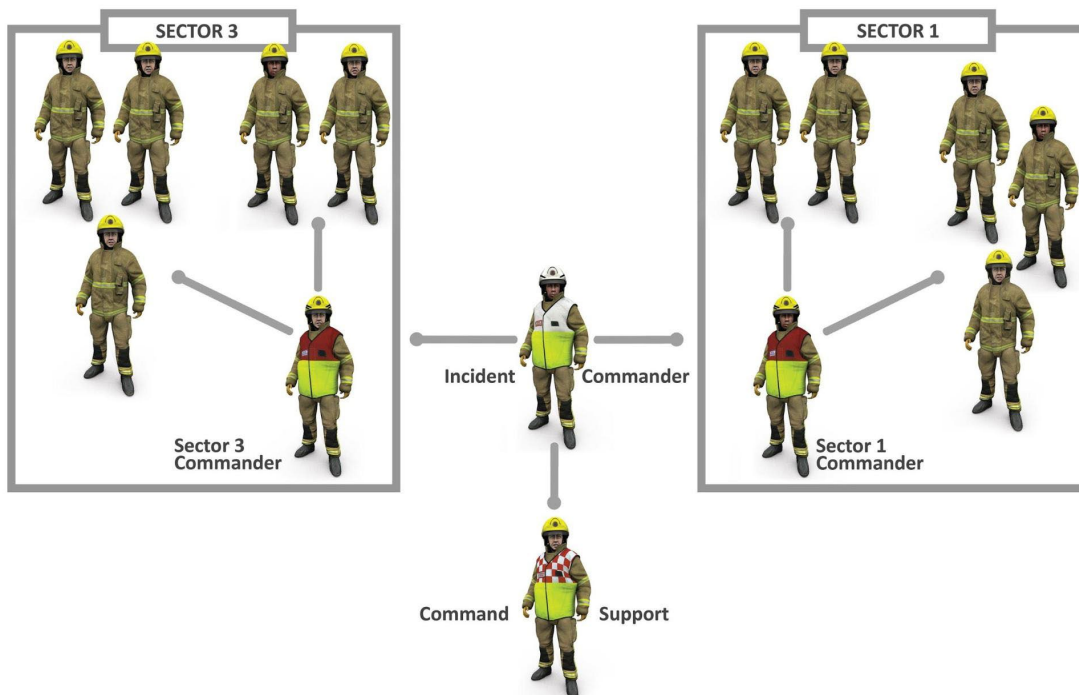 SECTOR 3
SECTOR 1
Incident Commander
Sector 3
Commander
Sector 1
Commander
Command Support